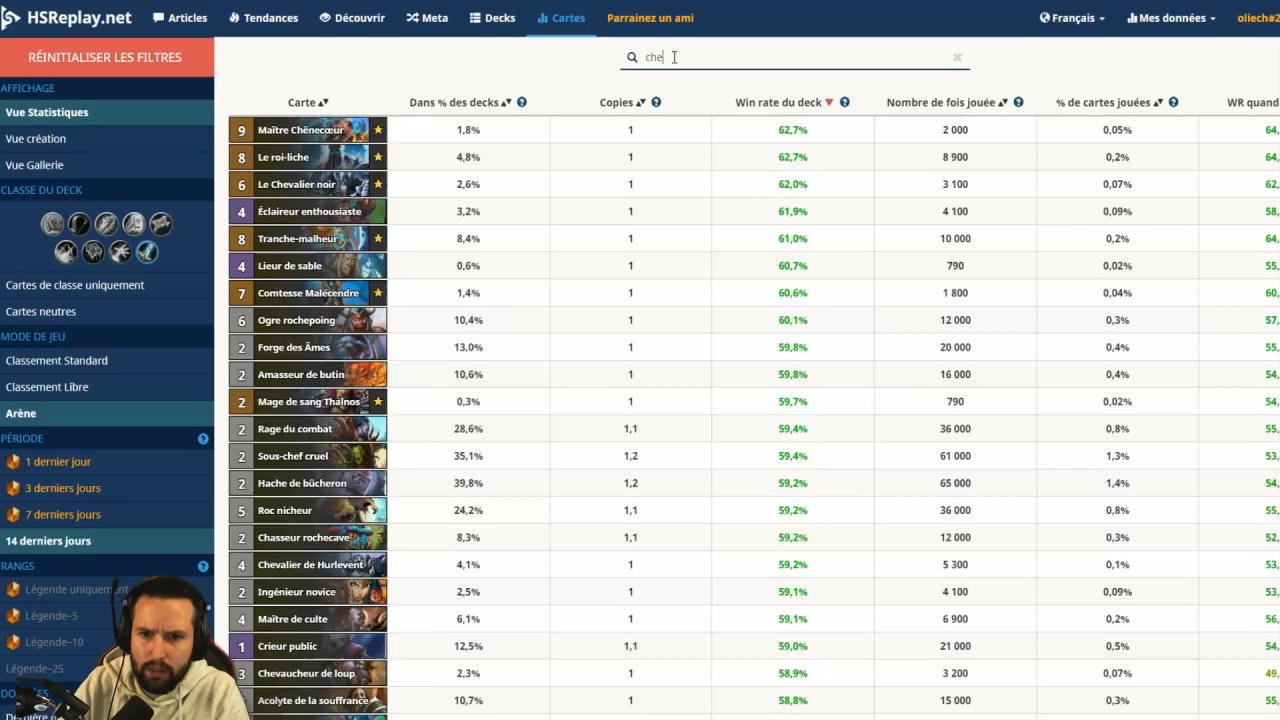 HSReplay.net Articles Tendances Découvrir Meta Decks Cartes Parrainez un ami Français Mes données oliech#2
RÉINITIALISER LES FILTRES
che
AFFICHAGE
Vue Statistiques
Vue création
Vue Gallerie
CLASSE DU DECK
Cartes de classe uniquement
Cartes neutres
MODE DE JEU
Classement Standard
Classement Libre
Arène
PÉRIODE
1 dernier jour
3 derniers jours
7 derniers jours
14 derniers jours
RANGS
Légende uniquement
Légende–5
Légende–10
Légende–25
Carte Dans % des decks Copies Win rate du deck Nombre de fois jouée % de cartes jouées WR quand
9 Maître Chênecœur 1,8% 1 62,7% 2 000 0,05% 64,
8 Le roi-liche 4,8% 1 62,7% 8 900 0,2% 64,
6 Le Chevalier noir 2,6% 1 62,0% 3 100 0,07% 62,
4 Éclaireur enthousiaste 3,2% 1 61,9% 4 100 0,09% 58,
8 Tranche-malheur 8,4% 1 61,0% 10 000 0,2% 64,
4 Lieur de sable 0,6% 1 60,7% 790 0,02% 55,
7 Comtesse Malécendre 1,4% 1 60,6% 1 800 0,04% 60,
6 Ogre rochepoing 10,4% 1 60,1% 12 000 0,3% 57,
2 Forge des Âmes 13,0% 1 59,8% 20 000 0,4% 55,
2 Amasseur de butin 10,6% 1 59,8% 16 000 0,4% 54,
2 Mage de sang Thalnos 0,3% 1 59,7% 790 0,02% 54,
2 Rage du combat 28,6% 1,1 59,4% 36 000 0,8% 55,
2 Sous-chef cruel 35,1% 1,2 59,4% 61 000 1,3% 53,
2 Hache de bûcheron 39,8% 1,2 59,2% 65 000 1,4% 54,
5 Roc nicheur 24,2% 1,1 59,2% 36 000 0,8% 55,
2 Chasseur rochecave 8,3% 1,1 59,2% 12 000 0,3% 52,
4 Chevalier de Hurlevent 4,1% 1 59,2% 5 300 0,1% 53,
2 Ingénieur novice 2,5% 1 59,1% 4 100 0,09% 53,
4 Maître de culte 6,1% 1 59,1% 6 900 0,2% 56,
1 Crieur public 12,5% 1,1 59,0% 21 000 0,5% 54,
3 Chevaucheur de loup 2,3% 1 58,9% 3 200 0,07% 49,
Acolyte de la souffrance 10,7% 1 58,8% 15 000 0,3% 54,